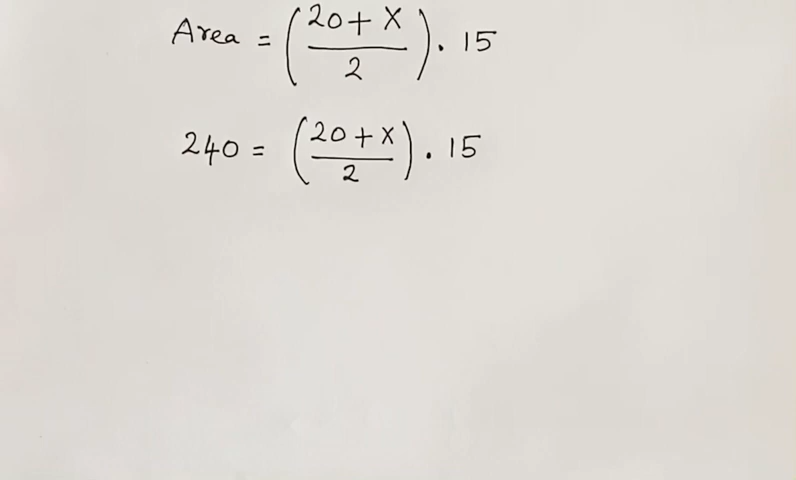 Area = (20+x/2) . 15
240 = (20+x/2) . 15